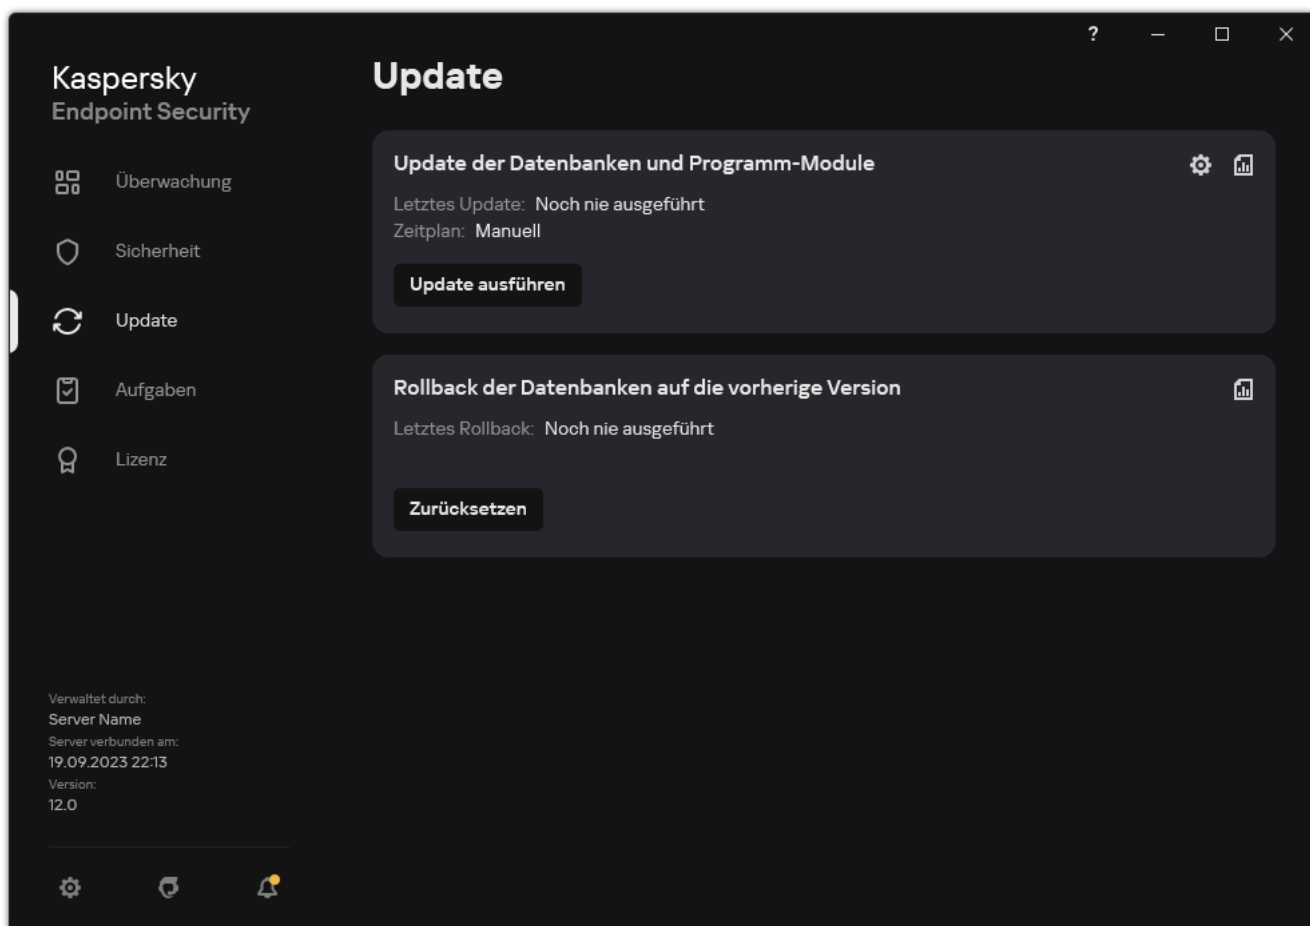 ?
Kaspersky
Endpoint Security
Überwachung
Sicherheit
Update
Aufgaben
Lizenz
Verwaltet durch:
Server Name
Server verbunden am:
19.09.2023 22:13
Version:
12.0
Update
Update der Datenbanken und Programm-Module
Letztes Update: Noch nie ausgeführt
Zeitplan: Manuell
Update ausführen
Rollback der Datenbanken auf die vorherige Version
Letztes Rollback: Noch nie ausgeführt
Zurücksetzen